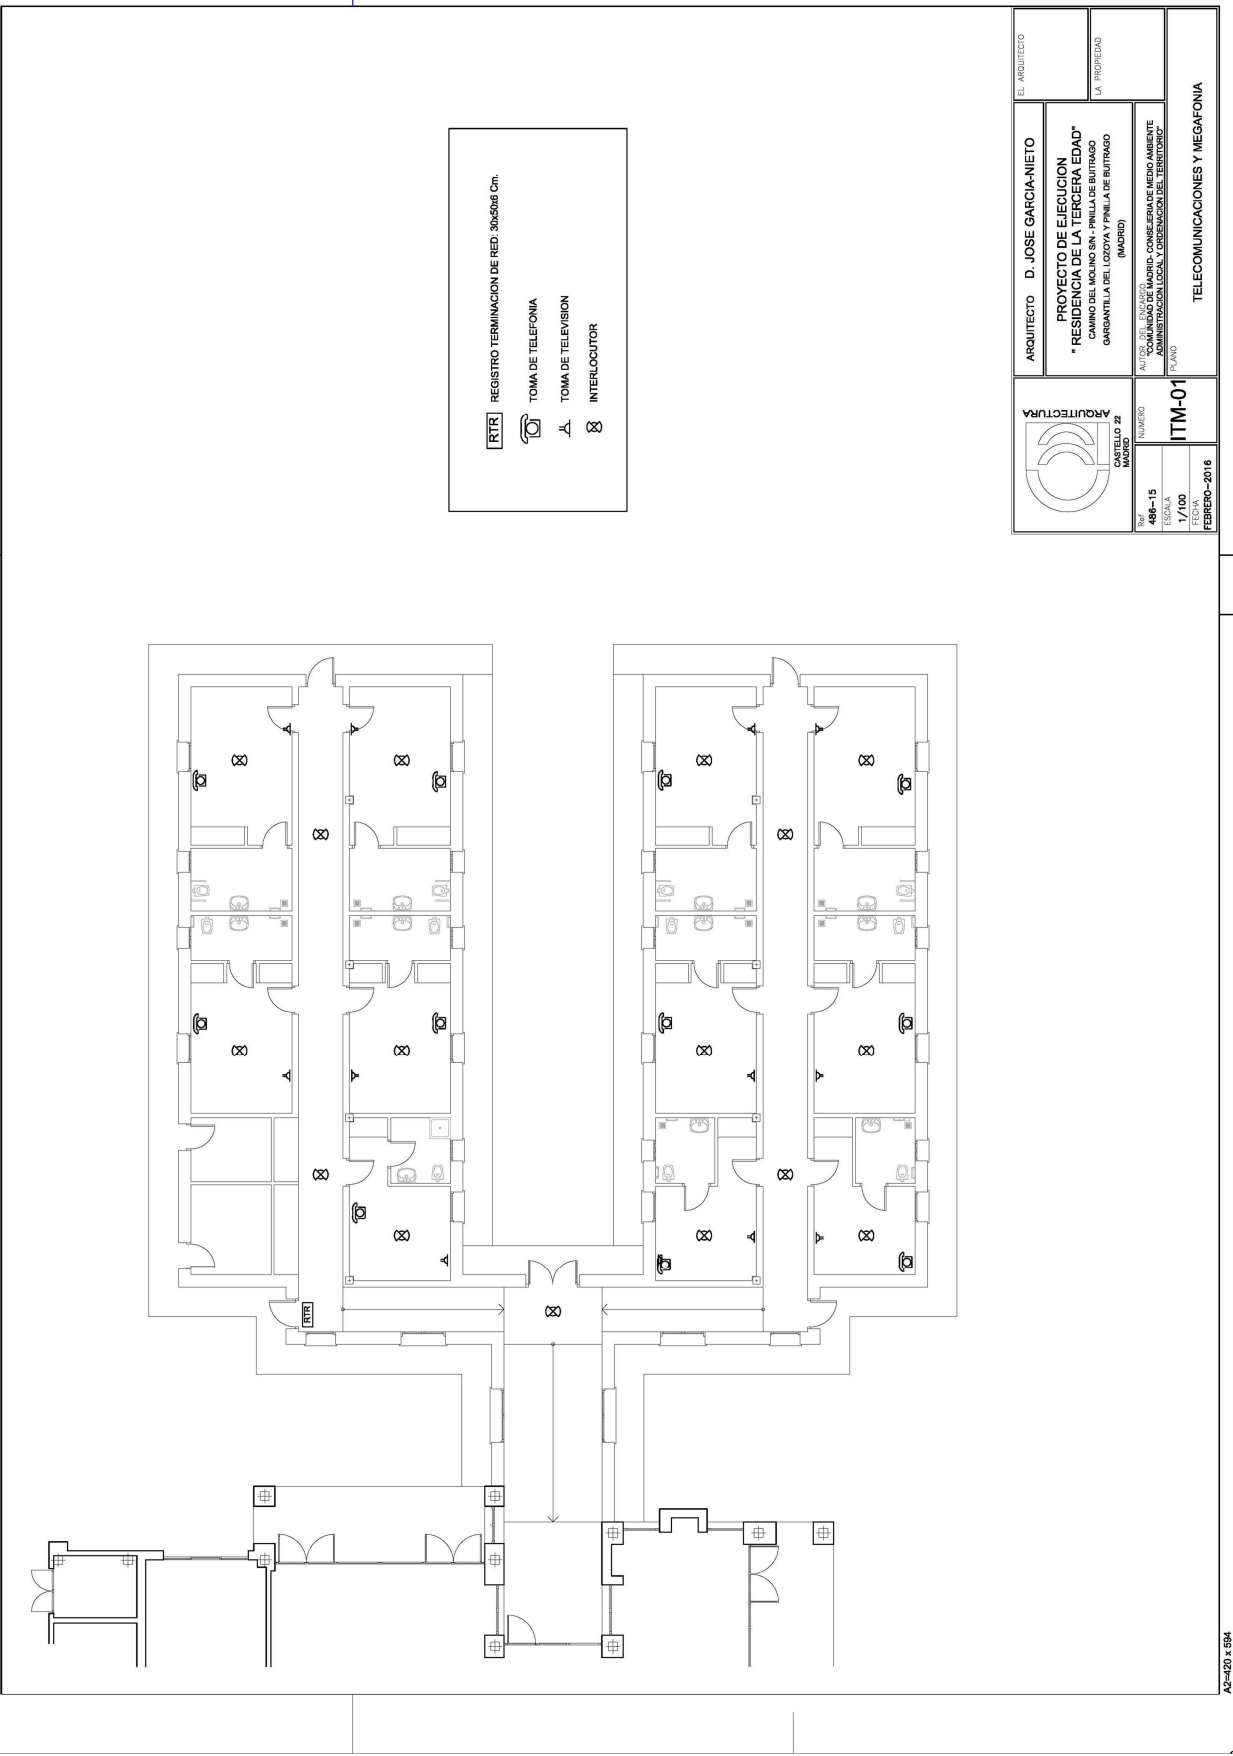 RTR REGISTRO TERMINACION DE RED: 30x50x6 Cm.
TOMA DE TELEFONIA
TOMA DE TELEVISION
INTERLOCUTOR
RTR
ARQUITECTURA
CASTELLO 22
MADRID
ARQUITECTO D. JOSE GARCIA-NIETO
EL ARQUITECTO
PROYECTO DE EJECUCION
" RESIDENCIA DE LA TERCERA EDAD"
CAMINO DEL MOLINO S/N - PINILLA DE BUITRAGO
GARGANTILLA DEL LOZOYA Y PINILLA DE BUITRAGO
(MADRID)
LA PROPIEDAD
Ref
486-15
NUMERO
ITM-01
AUTOR DEL ENCARGO
"COMUNIDAD DE MADRID- CONSEJERIA DE MEDIO AMBIENTE
ADMINISTRACION LOCAL Y ORDENACION DEL TERRITORIO"
ESCALA
1/100
FECHA
FEBRERO-2016
PLANO
TELECOMUNICACIONES Y MEGAFONIA
A2=420 x 594